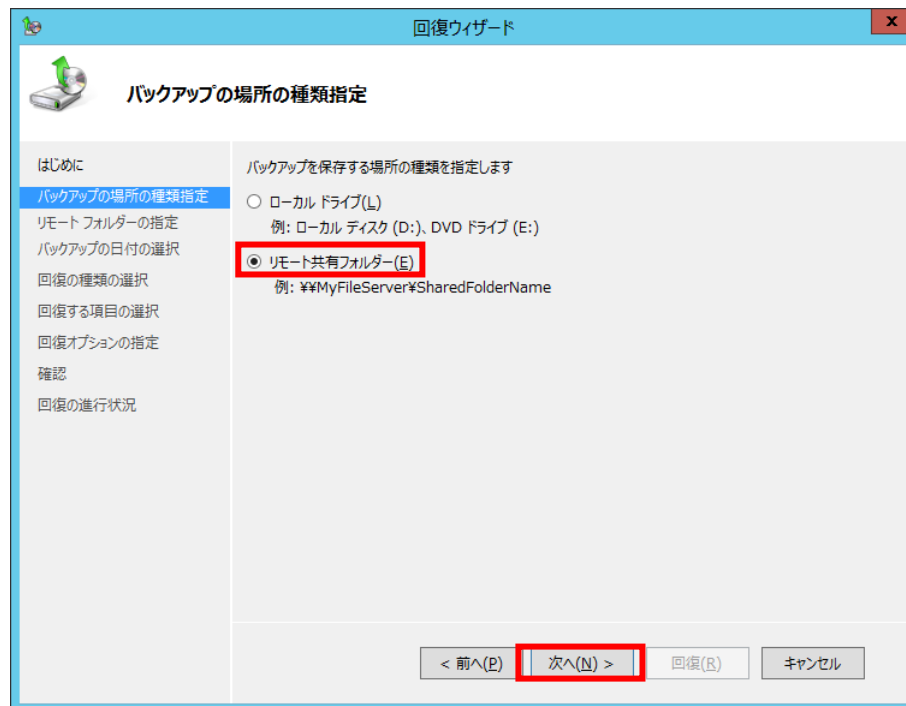 回復ウィザード
x
バックアップの場所の種類指定
はじめに
バックアップの場所の種類指定
リモート フォルダーの指定
バックアップの日付の選択
回復の種類の選択
回復する項目の選択
回復オプションの指定
確認
回復の進行状況
バックアップを保存する場所の種類を指定します
ローカル ドライブ(L)
例: ローカル ディスク (D:)、DVD ドライブ (E:)
リモート共有フォルダー(E)
例: ¥¥MyFileServer¥SharedFolderName
< 前へ(P)
次へ(N) >
回復(R)
キャンセル